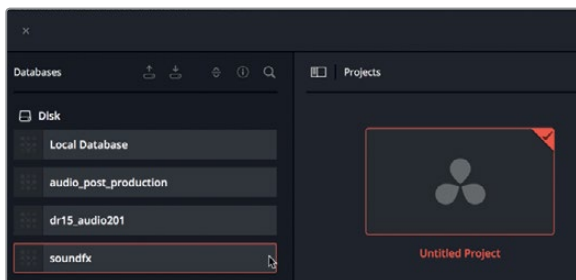 Databases
Projects
Disk
Local Database
audio_post_production
dr15_audio201
soundfx
Untitled Project